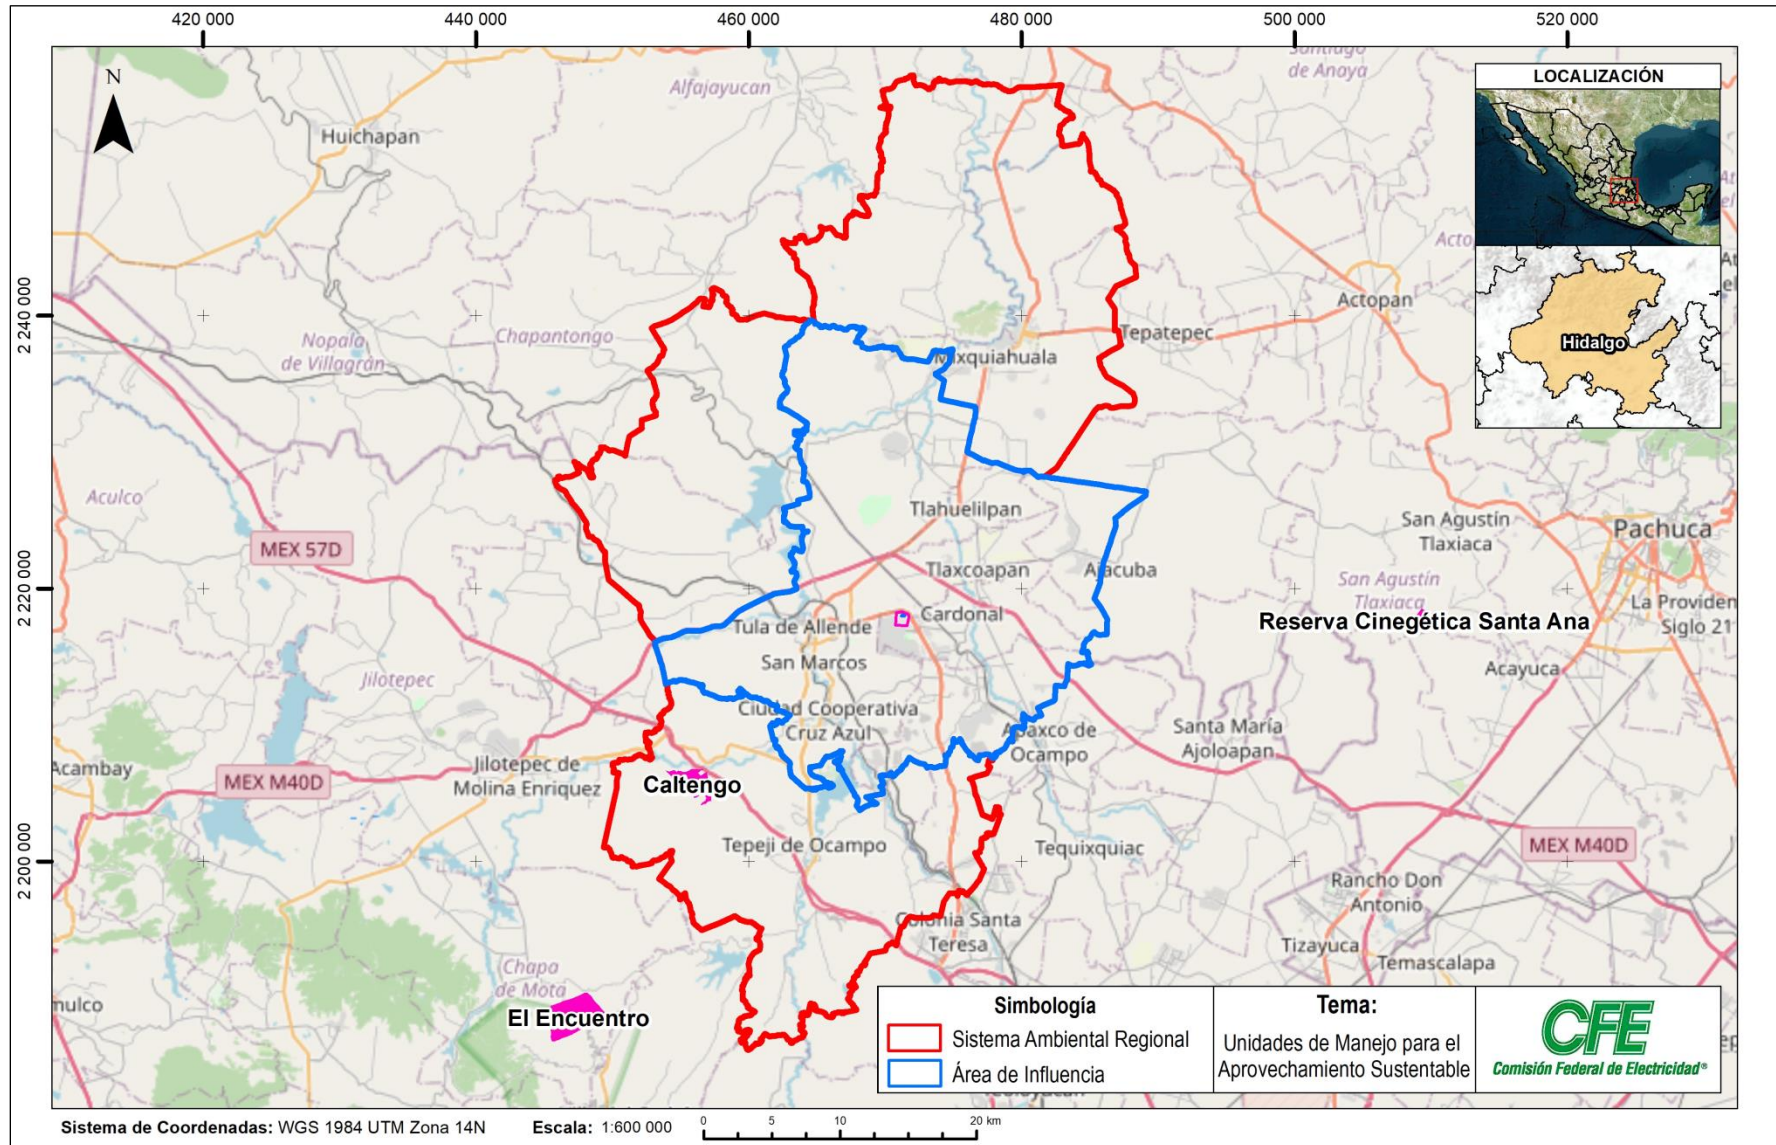 420 000
440 000
460 000
480 000
500 000
520 000
2 240 000
2 220 000
2 200 000
N
Alfajayucan
Santiago
de Anaya
Huichapan
LOCALIZACIÓN
Hidalgo
Actopan
Nopala
de Villagrán
Chapantongo
Tepatepec
Mixquiahuala
Aculco
MEX 57D
Tlahuelilpan
San Agustín
Tlaxiaca
Pachuca
Tlaxcoapan
Ajacuba
San Agustín
Tlaxiaca
Cardonal
La Providen
Siglo 21
Reserva Cinegética Santa Ana
Tula de Allende
San Marcos
Acayuca
Jilotepec
Ciudad Cooperativa
Cruz Azul
Apaxco de
Ocampo
Santa María
Ajoloapan
Acambay
MEX M40D
Jilotepec de
Molina Enriquez
Caltengo
Tepeji de Ocampo
Tequixquiac
MEX M40D
Rancho Don
Antonio
Colonia Santa
Teresa
Tizayuca
Temascalapa
Chapa
de Mota
mulco
El Encuentro
Simbología
Sistema Ambiental Regional
Área de Influencia
Tema:
Unidades de Manejo para el
Aprovechamiento Sustentable
CFE
Comisión Federal de Electricidad®
Sistema de Coordenadas: WGS 1984 UTM Zona 14N
Escala: 1:600 000
0 5 10 20 km